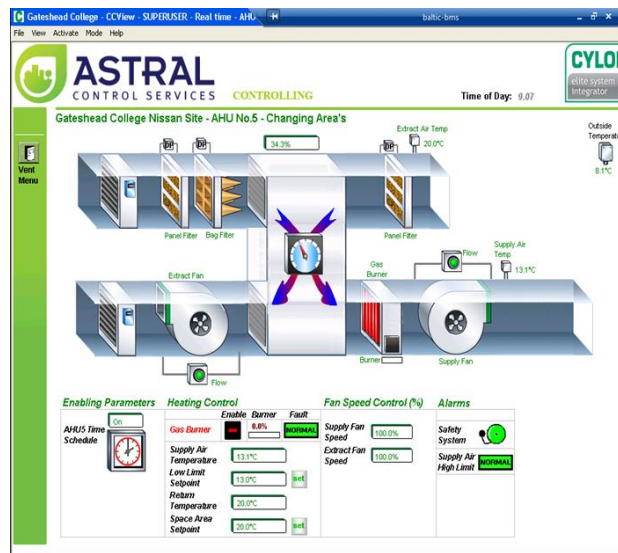 Gateshead College - CCView - SUPERUSER - Real time - AHU
baltic-bms
File View Activate Mode Help
ASTRAL
CONTROL SERVICES
CONTROLLING
Time of Day: 9.07
CYLO
elite system
Integrator
Gateshead College Nissan Site - AHU No.5 - Changing Area's
Vent
Menu
DP
DP
34.3%
DP
Extract Air Temp
20.0°C
Outside
Temperat
8.1°C
Panel Filter
Bag Filter
Panel Filter
Extract Fan
Gas
Burner
Flow
Supply Air
Temp
13.1°C
Burner
Supply Fan
Flow
Enabling Parameters
Heating Control
Fan Speed Control (%)
Alarms
AHU5 Time
Schedule
On
Enable Burner Fault
Gas Burner
0.0%
NORMAL
Supply Air
Temperature
13.1°C
Low Limit
Setpoint
13.0°C
set
Return
Temperature
20.0°C
Space Area
Setpoint
20.0°C
set
Supply Fan
Speed
100.0%
Extract Fan
Speed
100.0%
Safety
System
Supply Air
High Limit
NORMAL